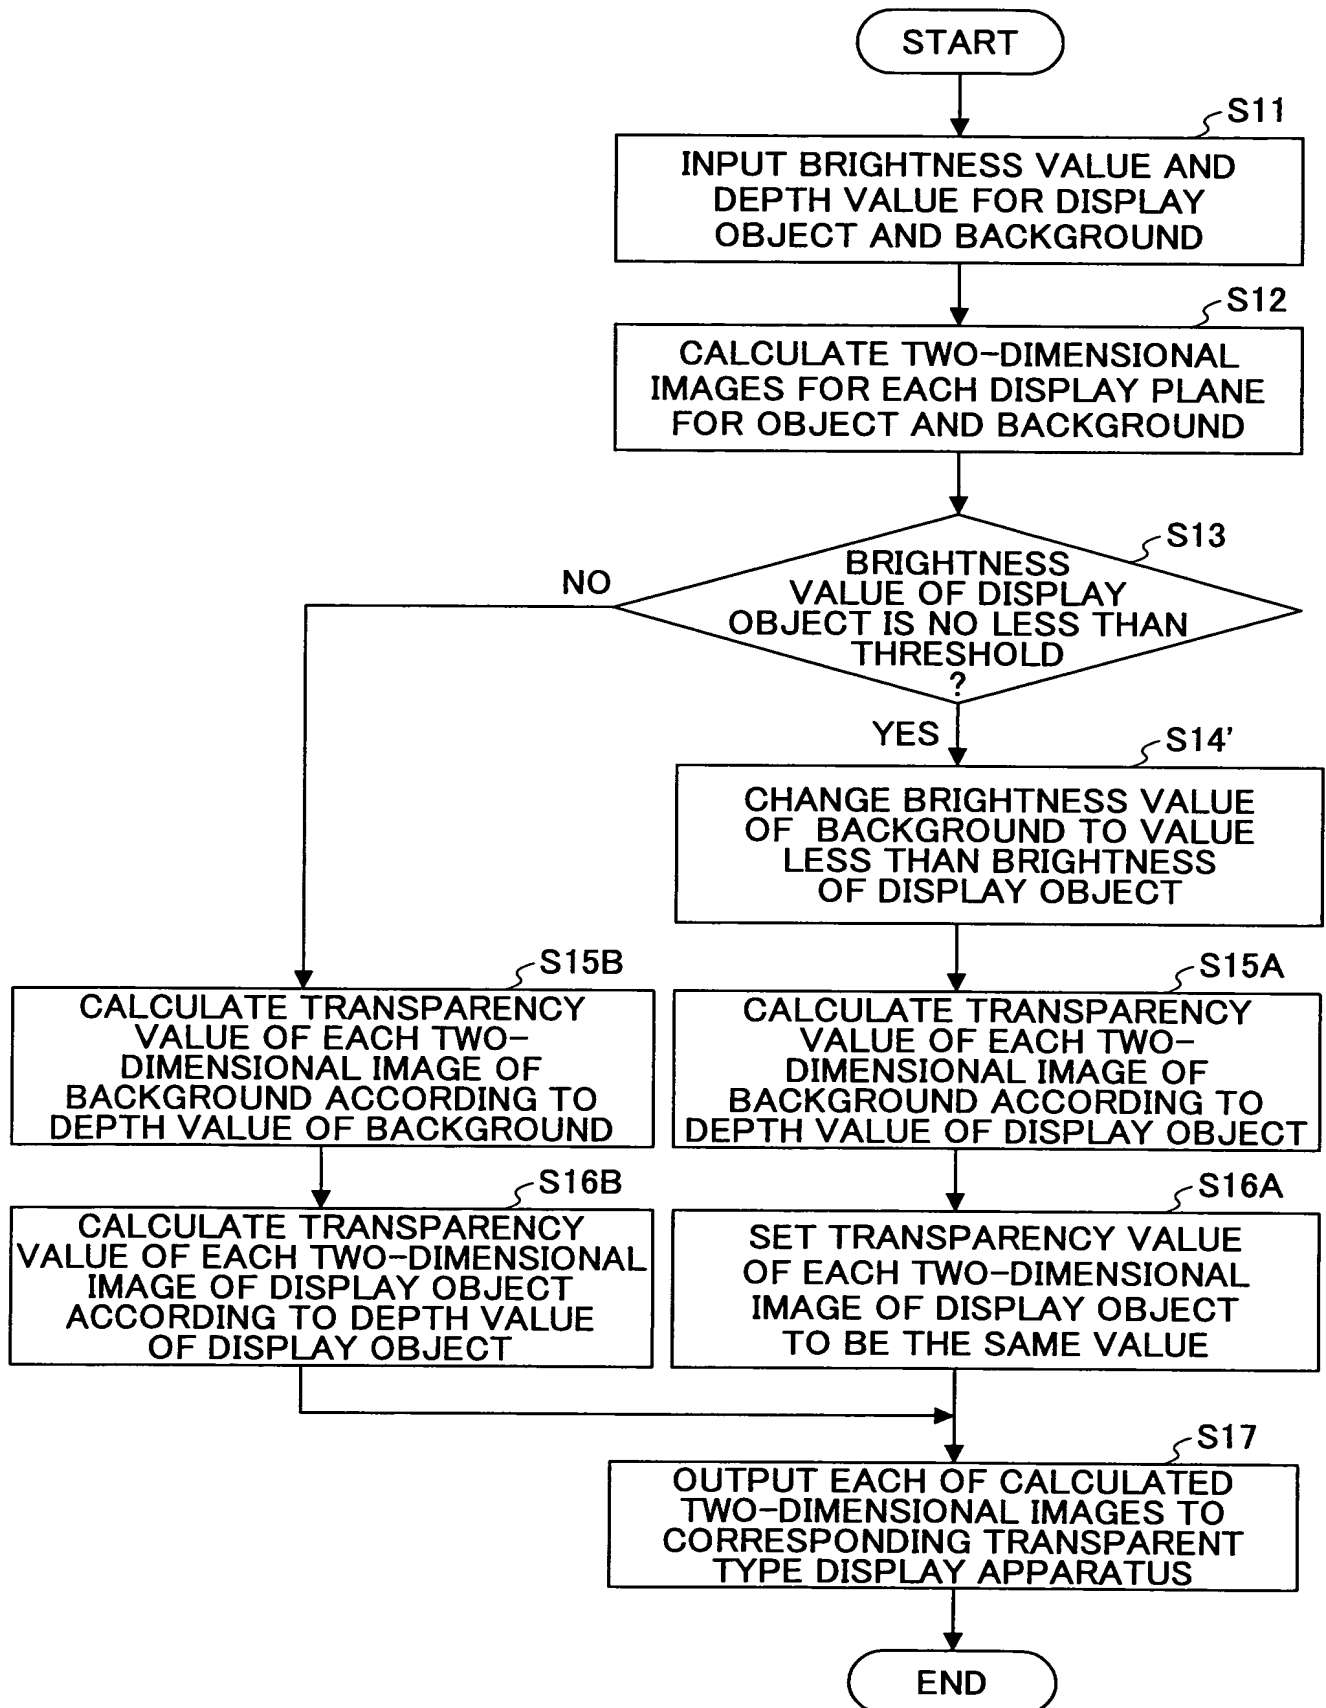 START
S11
INPUT BRIGHTNESS VALUE AND
DEPTH VALUE FOR DISPLAY
OBJECT AND BACKGROUND
S12
CALCULATE TWO-DIMENSIONAL
IMAGES FOR EACH DISPLAY PLANE
FOR OBJECT AND BACKGROUND
S13
BRIGHTNESS
VALUE OF DISPLAY
OBJECT IS NO LESS THAN
THRESHOLD
?
NO
YES
S14'
CHANGE BRIGHTNESS VALUE
OF BACKGROUND TO VALUE
LESS THAN BRIGHTNESS
OF DISPLAY OBJECT
S15B
CALCULATE TRANSPARENCY
VALUE OF EACH TWO-
DIMENSIONAL IMAGE OF
BACKGROUND ACCORDING TO
DEPTH VALUE OF BACKGROUND
S15A
CALCULATE TRANSPARENCY
VALUE OF EACH TWO-
DIMENSIONAL IMAGE OF
BACKGROUND ACCORDING TO
DEPTH VALUE OF DISPLAY OBJECT
S16B
CALCULATE TRANSPARENCY
VALUE OF EACH TWO-DIMENSIONAL
IMAGE OF DISPLAY OBJECT
ACCORDING TO DEPTH VALUE
OF DISPLAY OBJECT
S16A
SET TRANSPARENCY VALUE
OF EACH TWO-DIMENSIONAL
IMAGE OF DISPLAY OBJECT
TO BE THE SAME VALUE
S17
OUTPUT EACH OF CALCULATED
TWO-DIMENSIONAL IMAGES TO
CORRESPONDING TRANSPARENT
TYPE DISPLAY APPARATUS
END